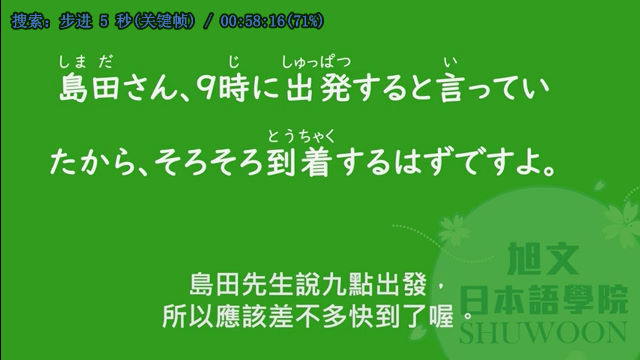 搜索: 步进 5 秒(关键帧) / 00:58:16(71%)
しま だ じ しゅっぱつ い
島田さん、9時に出発すると言ってい
とうちゃく
たから、そろそろ到着するはずですよ。
島田先生說九點出發，
所以應該差不多快到了喔。
旭文
日本語學院
SHUWOON